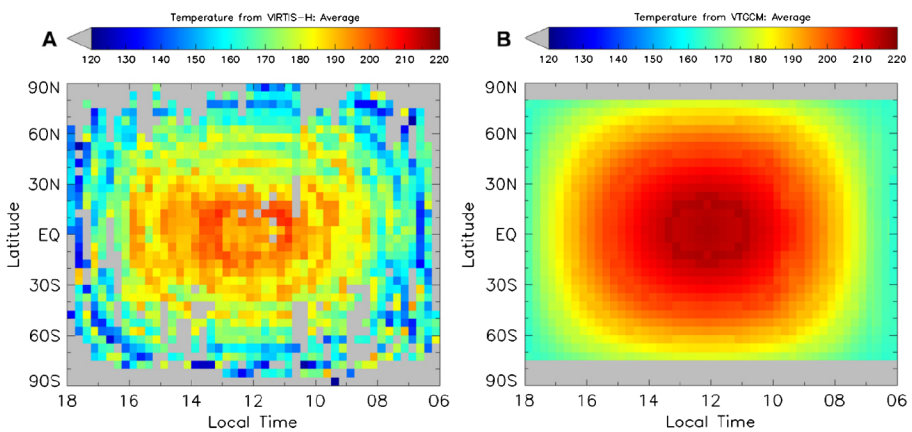 Temperature from VIRTIS-H: Average
A
120 130 140 150 160 170 180 190 200 210 220
90N
60N
30N
EQ
30S
60S
90S
Latitude
18 16 14 12 10 08 06
Local Time
Temperature from VTGCM: Average
B
120 130 140 150 160 170 180 190 200 210 220
90N
60N
30N
EQ
30S
60S
90S
Latitude
18 16 14 12 10 08 06
Local Time